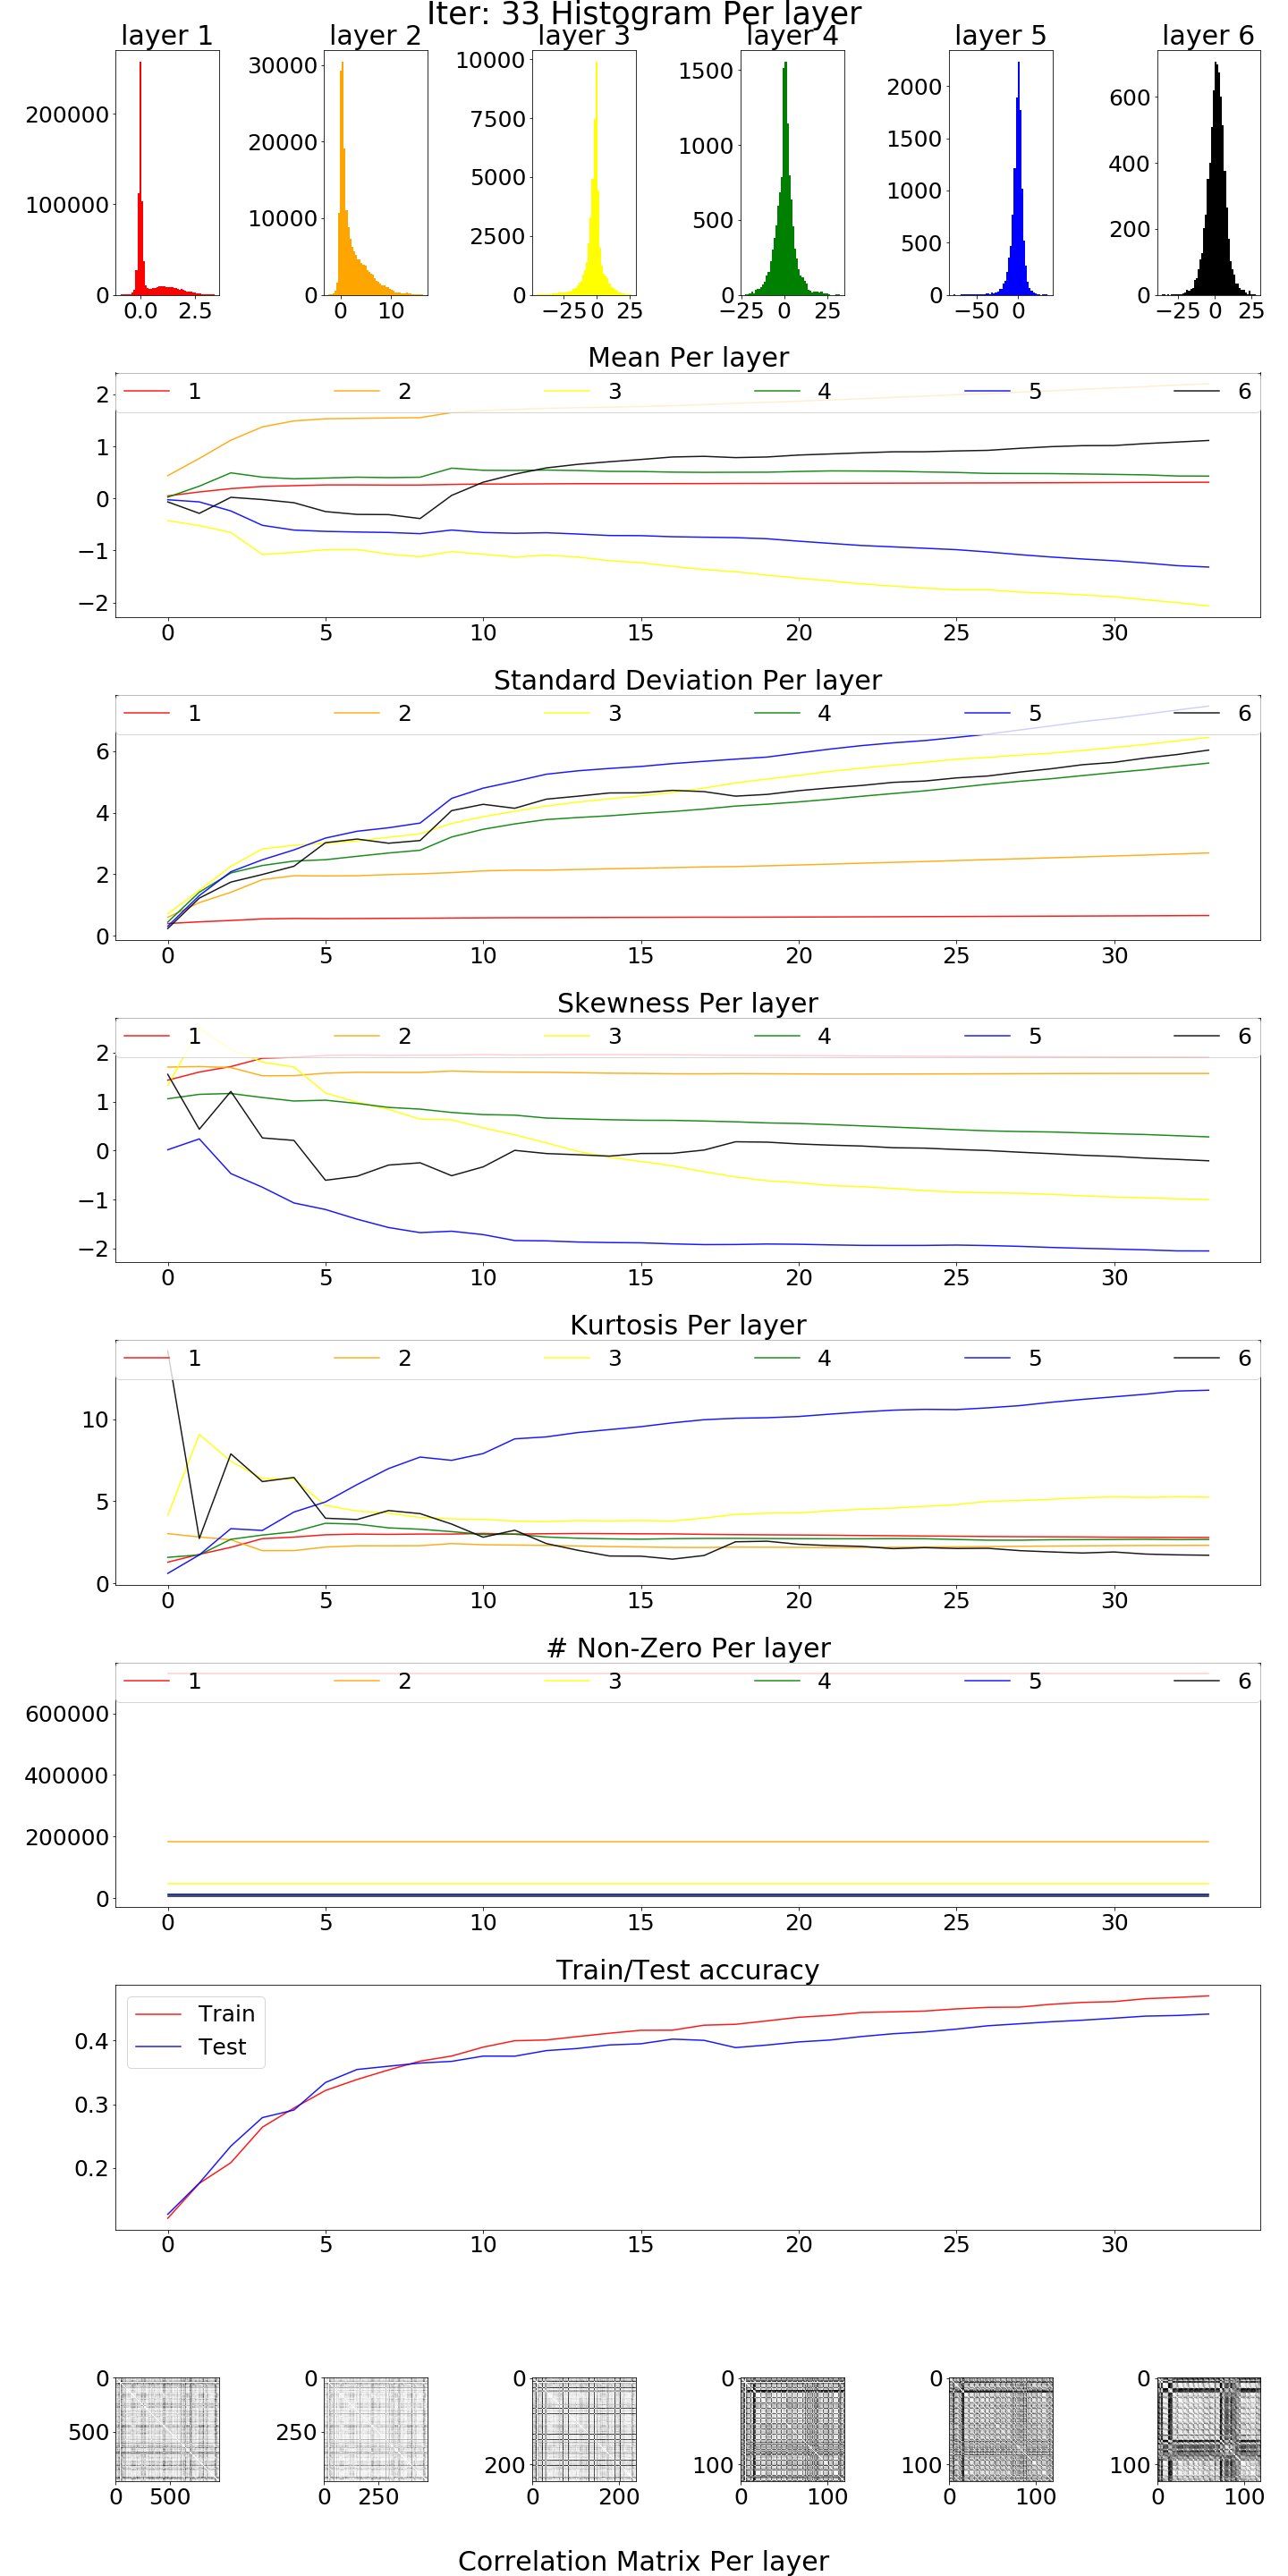 Iter: 33 Histogram Per layer
layer 1 layer 2 layer 3 layer 4 layer 5 layer 6
200000 100000 0 0.0 2.5
30000 20000 10000 0 0 10
10000 7500 5000 2500 0 −25 0 25
1500 1000 500 0 −25 0 25
2000 1500 1000 500 0 −50 0
600 400 200 0 −25 0 25
Mean Per layer
1 2 3 4 5 6
2
1
0
−1
−2
0 5 10 15 20 25 30
Standard Deviation Per layer
1 2 3 4 5 6
6
4
2
0
0 5 10 15 20 25 30
Skewness Per layer
1 2 3 4 5 6
2
1
0
−1
−2
0 5 10 15 20 25 30
Kurtosis Per layer
1 2 3 4 5 6
10
5
0
0 5 10 15 20 25 30
# Non-Zero Per layer
1 2 3 4 5 6
600000
400000
200000
0
0 5 10 15 20 25 30
Train/Test accuracy
Train
Test
0.4
0.3
0.2
0 5 10 15 20 25 30
0 500 0 500
0 250 0 250
0 200 0 200
0 100 0 100
0 100 0 100
0 100 0 100
Correlation Matrix Per layer